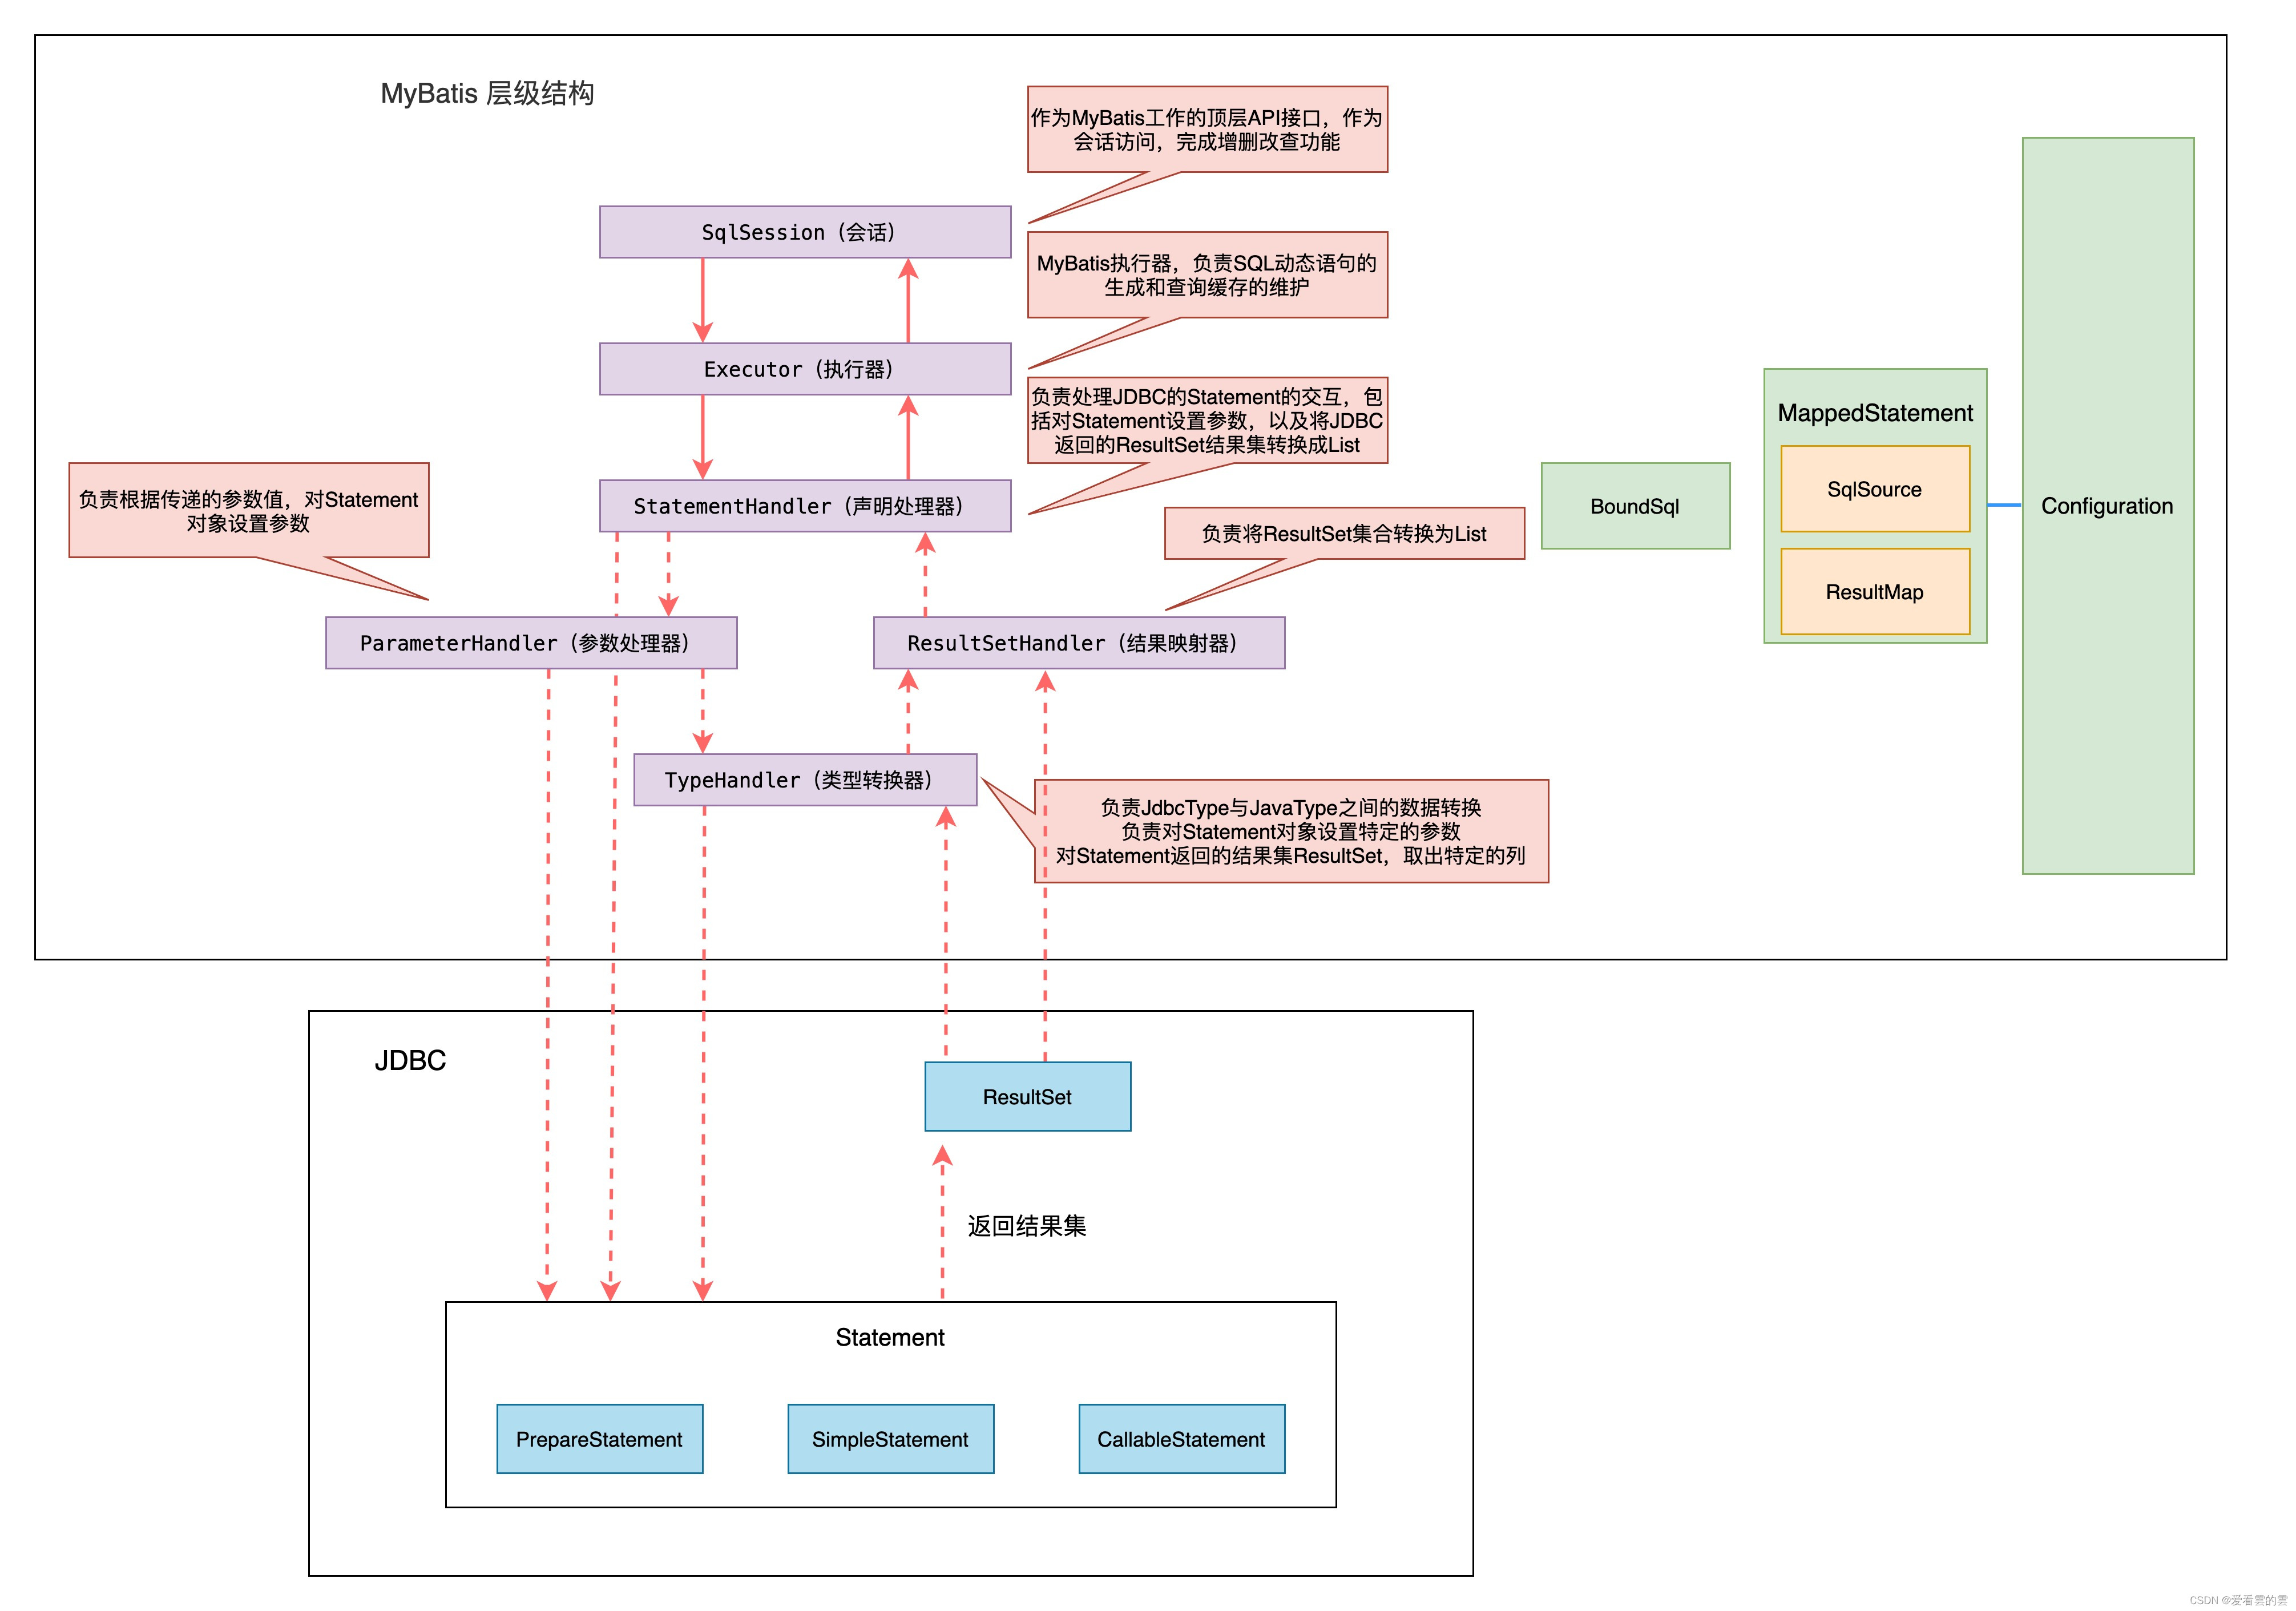 MyBatis 层级结构
作为MyBatis工作的顶层API接口，作为
会话访问，完成增删改查功能
SqlSession（会话）
MyBatis执行器，负责SQL动态语句的
生成和查询缓存的维护
Executor（执行器）
负责处理JDBC的Statement的交互，包
括对Statement设置参数，以及将JDBC
返回的ResultSet结果集转换成List
StatementHandler（声明处理器）
负责根据传递的参数值，对Statement
对象设置参数
负责将ResultSet集合转换为List
BoundSql
MappedStatement
SqlSource
ResultMap
Configuration
ParameterHandler（参数处理器）
ResultSetHandler（结果映射器）
TypeHandler（类型转换器）
负责JdbcType与JavaType之间的数据转换
负责对Statement对象设置特定的参数
对Statement返回的结果集ResultSet，取出特定的列
JDBC
ResultSet
返回结果集
Statement
PrepareStatement
SimpleStatement
CallableStatement
CSDN @爱看雲的雲